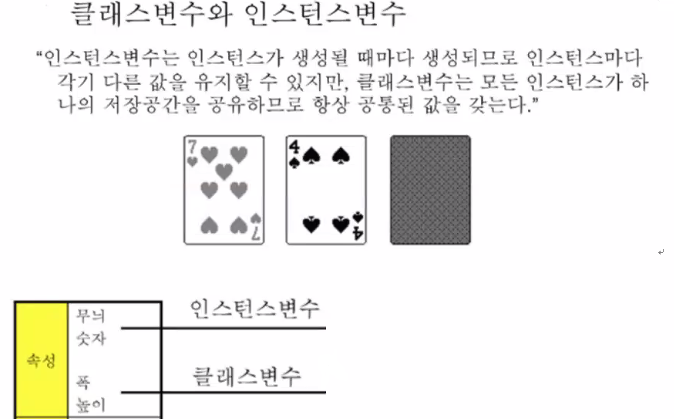 클래스변수와 인스턴스변수
“인스턴스변수는 인스턴스가 생성될 때마다 생성되므로 인스턴스마다
각기 다른 값을 유지할 수 있지만, 클래스변수는 모든 인스턴스가 하
나의 저장공간을 공유하므로 항상 공통된 값을 갖는다.”
7 4
7 4
인스턴스변수
무늬
숫자
속성
클래스변수
폭
높이